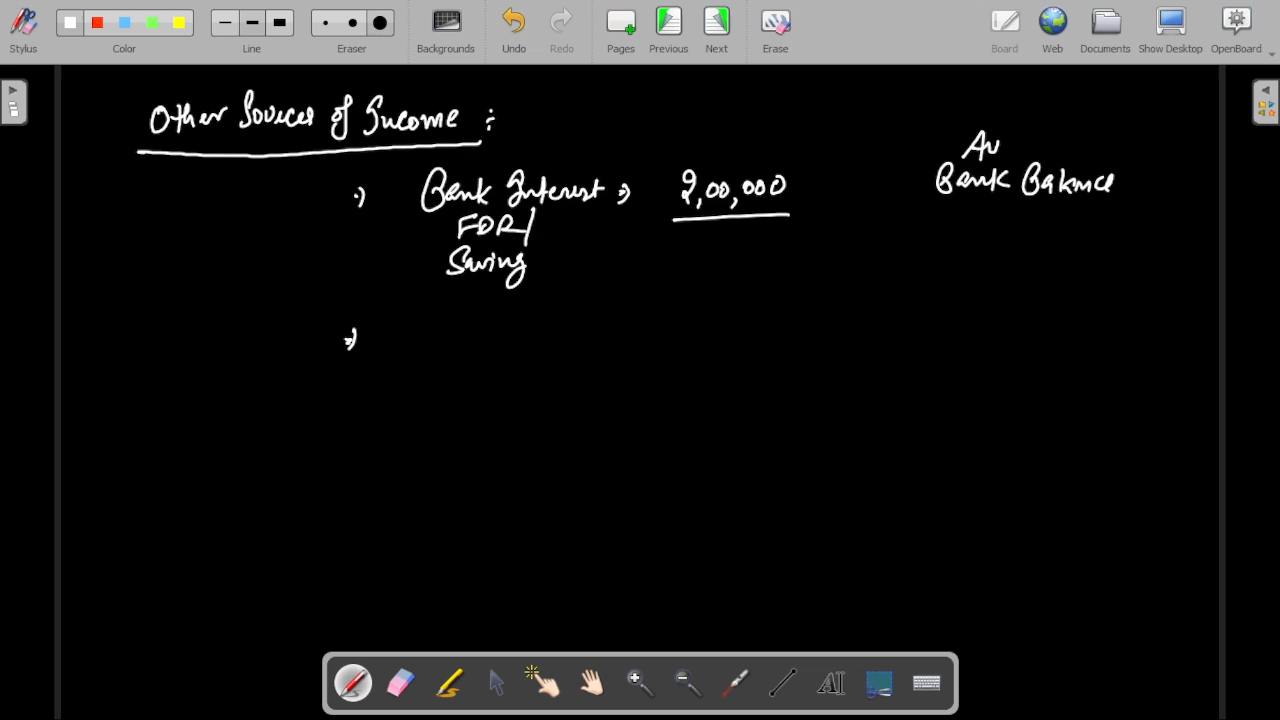 Stylus Color Line Eraser Backgrounds Undo Redo Pages Previous Next Erase Board Web Documents Show Desktop OpenBoard
Other Sources of Income :
Av
Bank Balance
Bank Interest 2,00,000
FDR/
Saving
AI